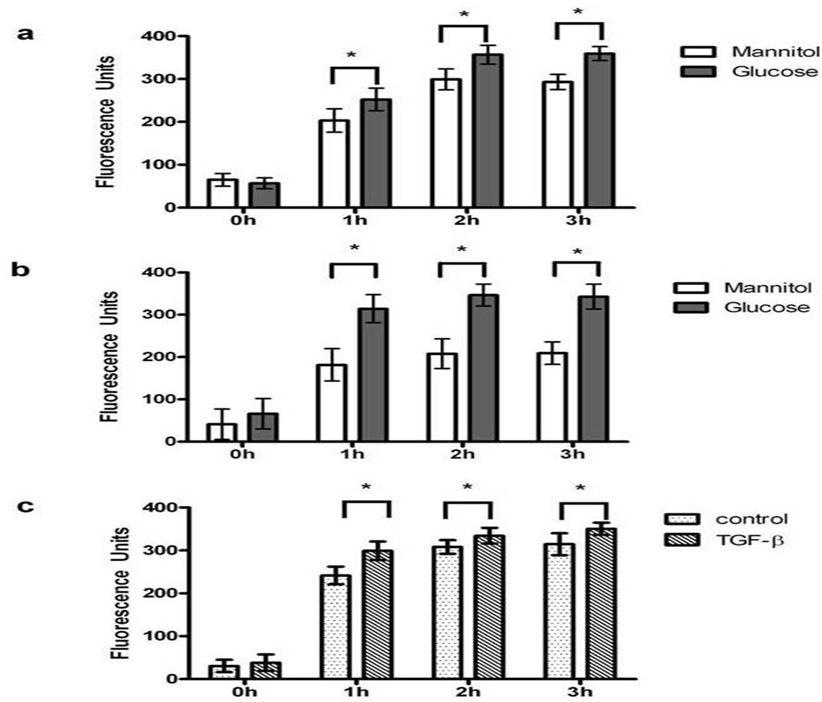 a
*
*
*
Fluorescence Units
400
300
200
100
0
0h 1h 2h 3h
Mannitol
Glucose
b
*
*
*
Fluorescence Units
400
300
200
100
0
0h 1h 2h 3h
Mannitol
Glucose
c
*
*
*
Fluorescence Units
400
300
200
100
0
0h 1h 2h 3h
control
TGF-β